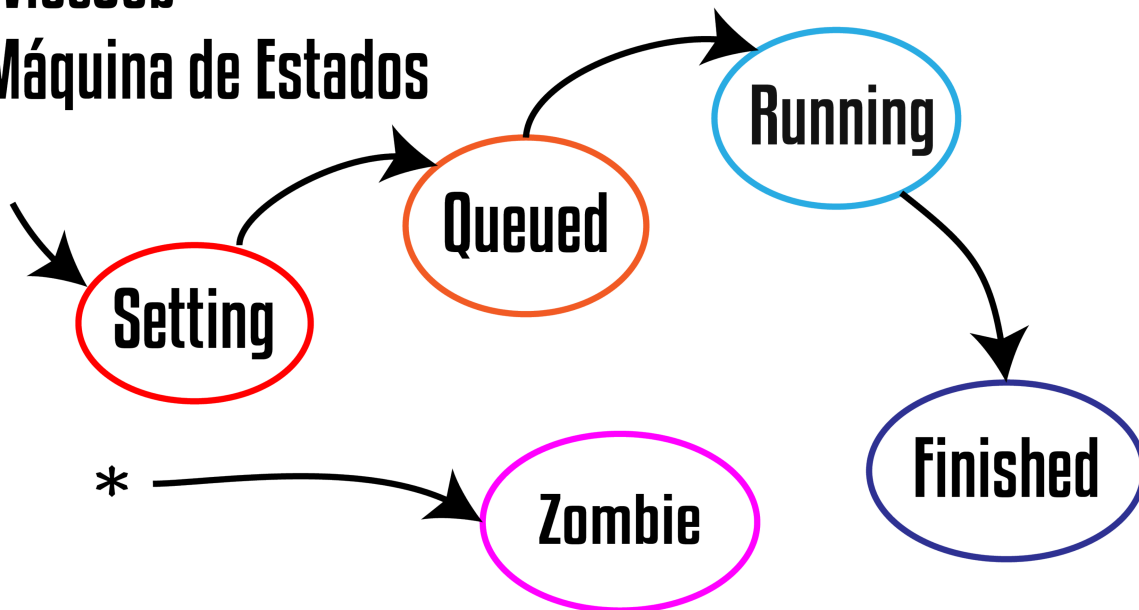 Máquina de Estados
Running
Queued
Setting
Finished
*
Zombie